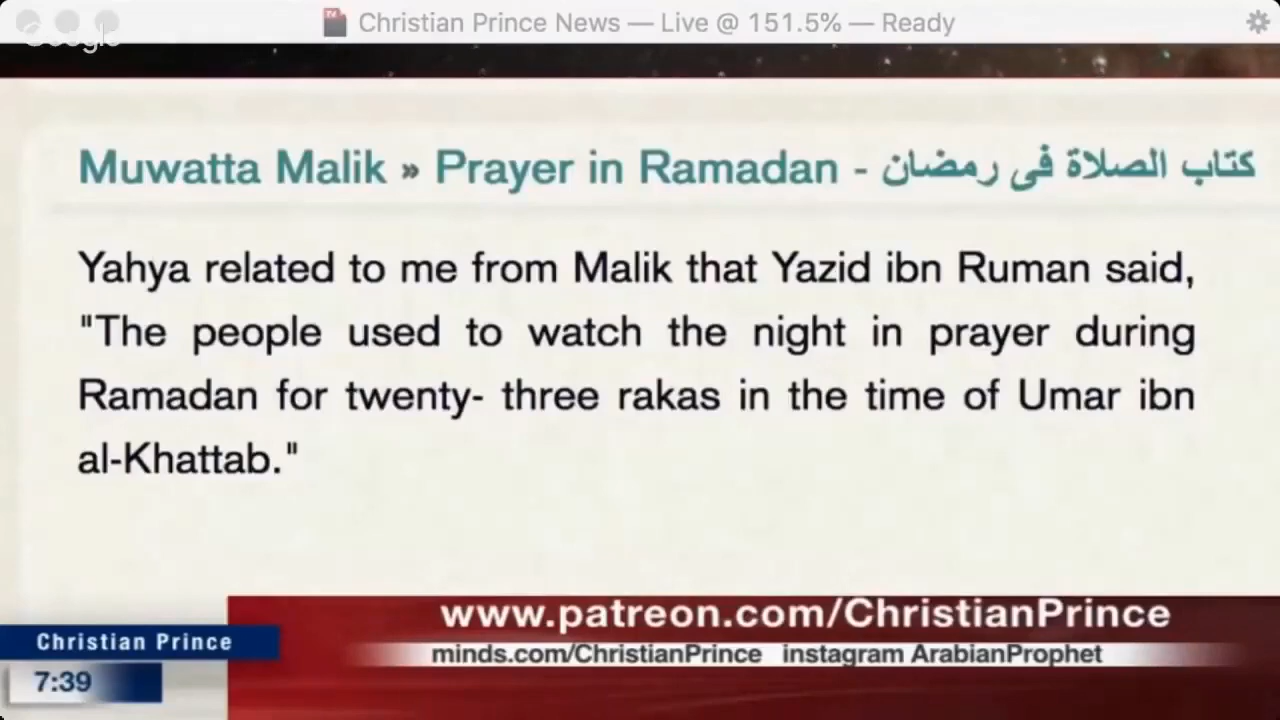 Christian Prince News — Live @ 151.5% — Ready
Google
Muwatta Malik » Prayer in Ramadan - كتاب الصلاة فى رمضان
Yahya related to me from Malik that Yazid ibn Ruman said,
"The people used to watch the night in prayer during
Ramadan for twenty- three rakas in the time of Umar ibn
al-Khattab."
www.patreon.com/ChristianPrince
Christian Prince
minds.com/ChristianPrince instagram ArabianProphet
7:39